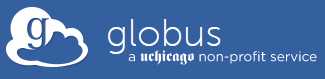 g
globus
a uchicago non-profit service